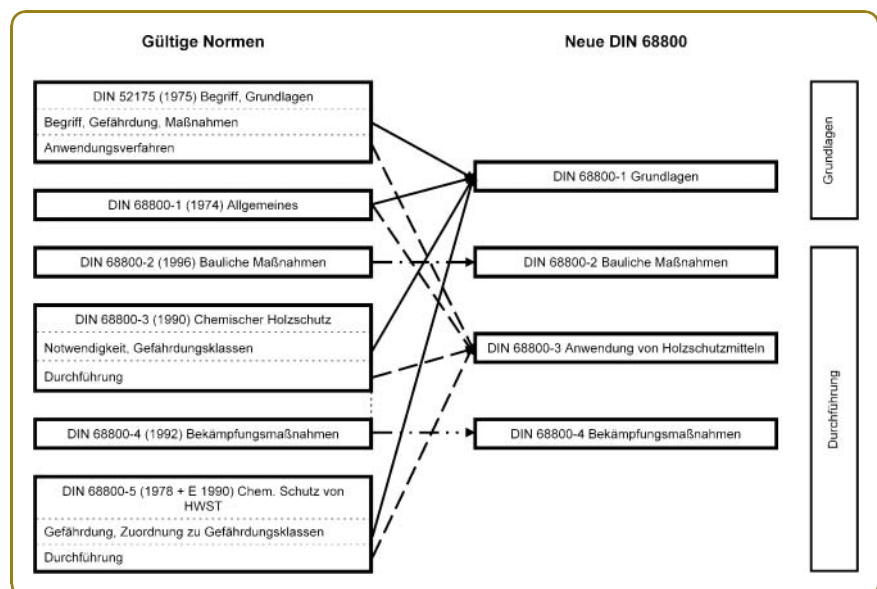 Gültige Normen
Neue DIN 68800
DIN 52175 (1975) Begriff, Grundlagen
Begriff, Gefährdung, Maßnahmen
Anwendungsverfahren
DIN 68800-1 (1974) Allgemeines
DIN 68800-2 (1996) Bauliche Maßnahmen
DIN 68800-3 (1990) Chemischer Holzschutz
Notwendigkeit, Gefährdungsklassen
Durchführung
DIN 68800-4 (1992) Bekämpfungsmaßnahmen
DIN 68800-5 (1978 + E 1990) Chem. Schutz von
HWST
Gefährdung, Zuordnung zu Gefährdungsklassen
Durchführung
DIN 68800-1 Grundlagen
DIN 68800-2 Bauliche Maßnahmen
DIN 68800-3 Anwendung von Holzschutzmitteln
DIN 68800-4 Bekämpfungsmaßnahmen
Grundlagen
Durchführung